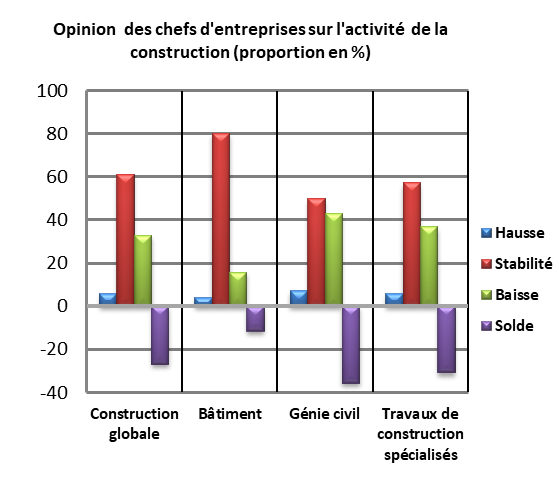 Opinion des chefs d'entreprises sur l'activité de la
construction (proportion en %)
100
80
60
40
20
0
-20
-40
Construction
globale
Bâtiment
Génie civil
Travaux de
construction
spécialisés
Hausse
Stabilité
Baisse
Solde